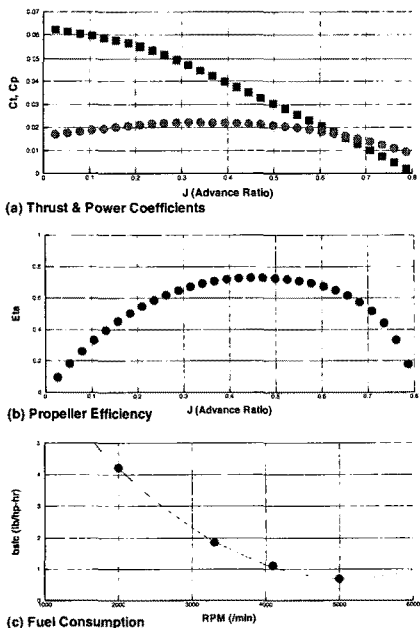 0.07
0.06
0.05
0.04
0.03
0.02
0.01
0
Ct, Cp
0 0.1 0.2 0.3 0.4 0.5 0.6 0.7 0.8
J (Advance Ratio)
(a) Thrust & Power Coefficients
1
0.8
0.6
0.4
0.2
0
Eta
0 0.1 0.2 0.3 0.4 0.5 0.6 0.7 0.8
J (Advance Ratio)
(b) Propeller Efficiency
5
4
3
2
1
0
bsfc (lb/hp-hr)
1000 2000 3000 4000 5000 6000
RPM (/min)
(c) Fuel Consumption